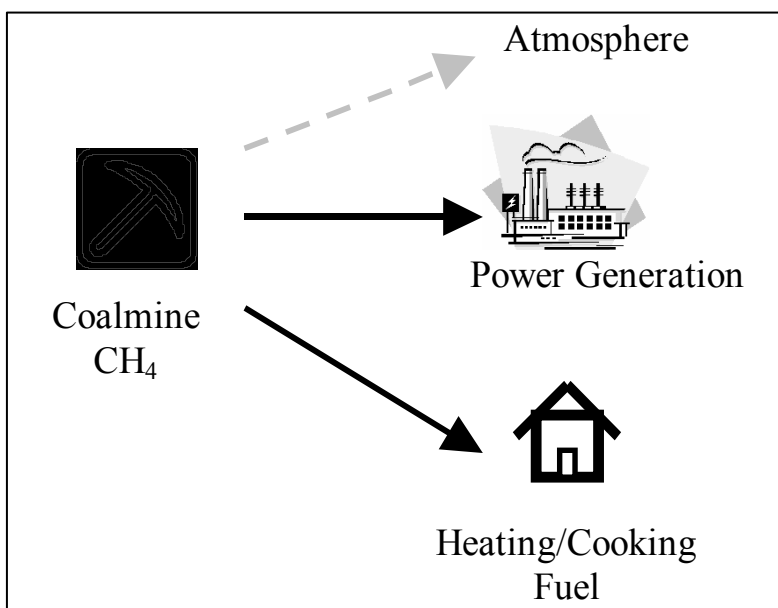 Atmosphere
Power Generation
Coalmine
CH₄
Heating/Cooking
Fuel